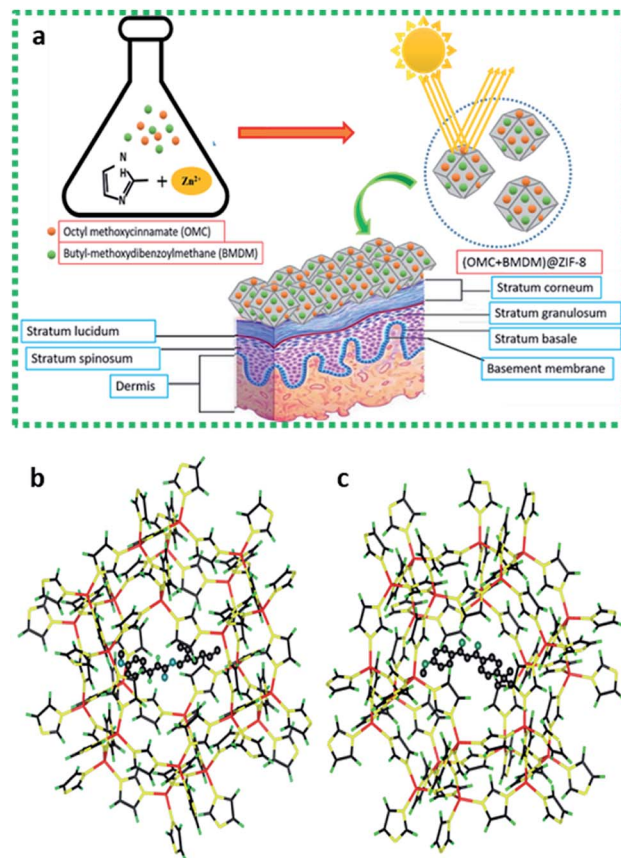 a
N
H
N
+
Zn²⁺
Octyl methoxycinnamate (OMC)
Butyl-methoxydibenzoylmethane (BMDM)
(OMC+BMDM)@ZIF-8
Stratum corneum
Stratum granulosum
Stratum basale
Basement membrane
Stratum lucidum
Stratum spinosum
Dermis
b
c